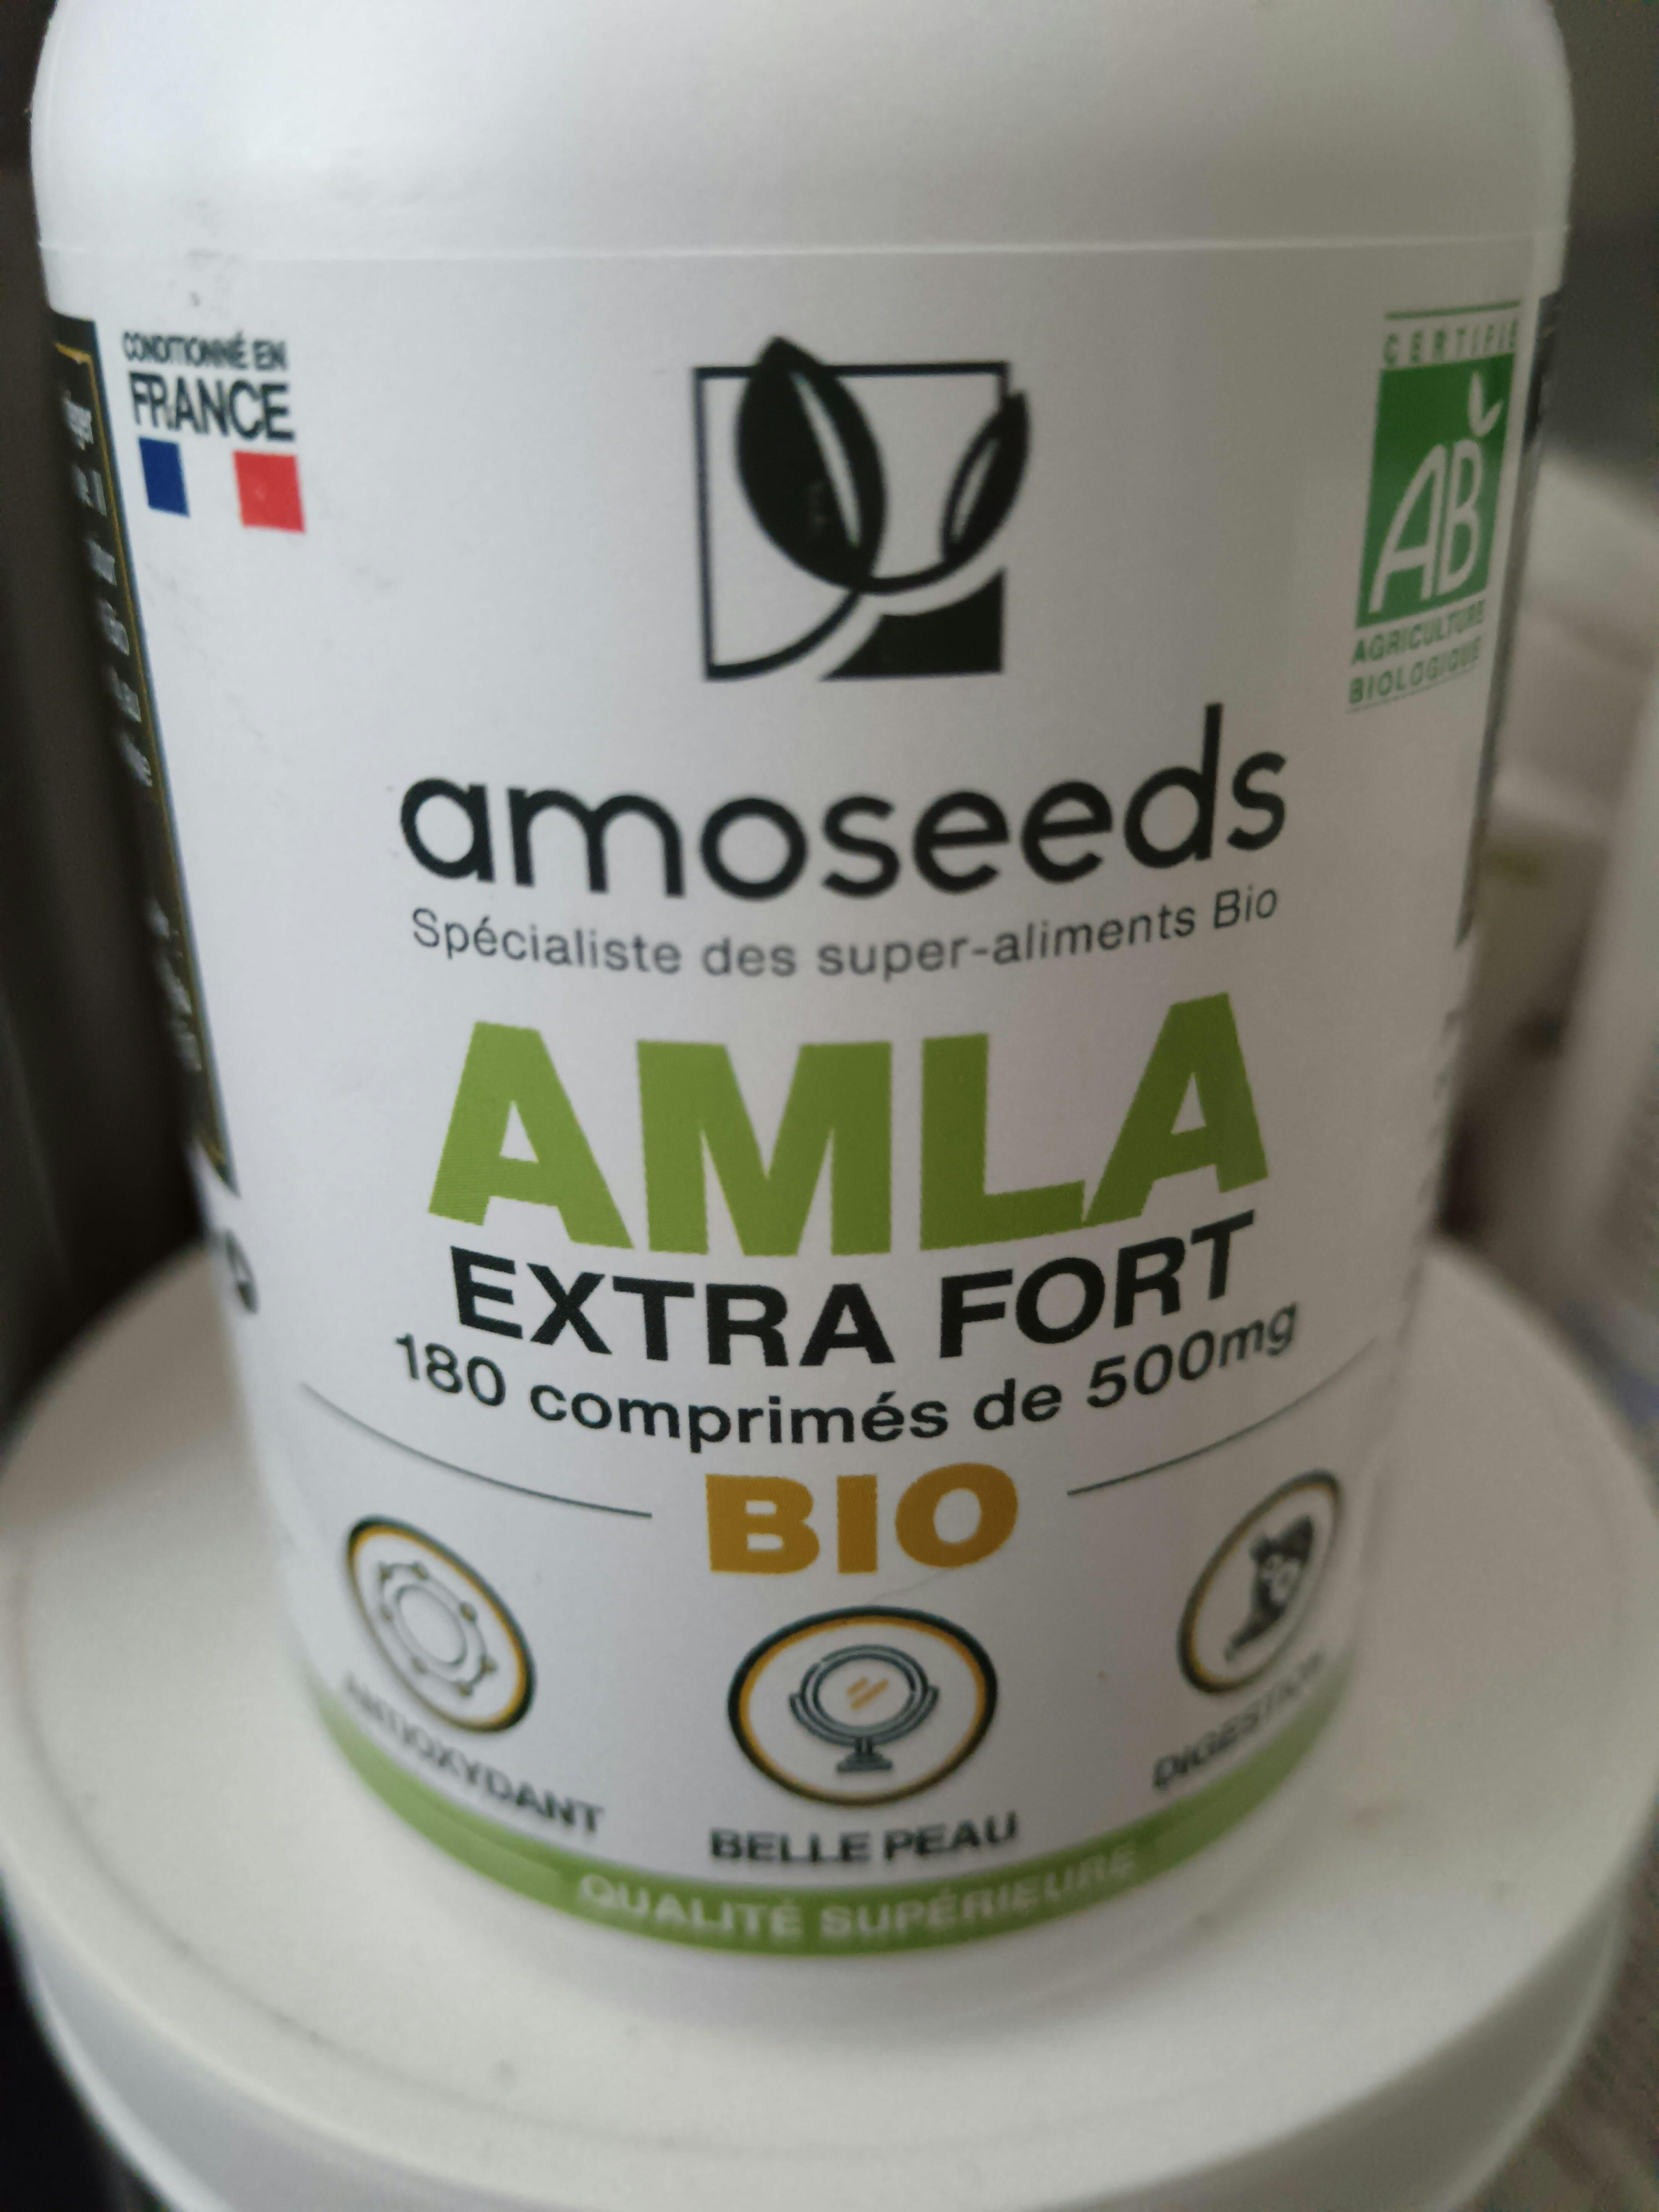 CONDITIONNÉ EN
FRANCE
CERTIFIÉ
AB
AGRICULTURE
BIOLOGIQUE
amoseeds
Spécialiste des super-aliments Bio
AMLA
EXTRA FORT
180 comprimés de 500mg
BIO
ANTIOXYDANT
BELLE PEAU
DIGESTION
QUALITÉ SUPÉRIEURE